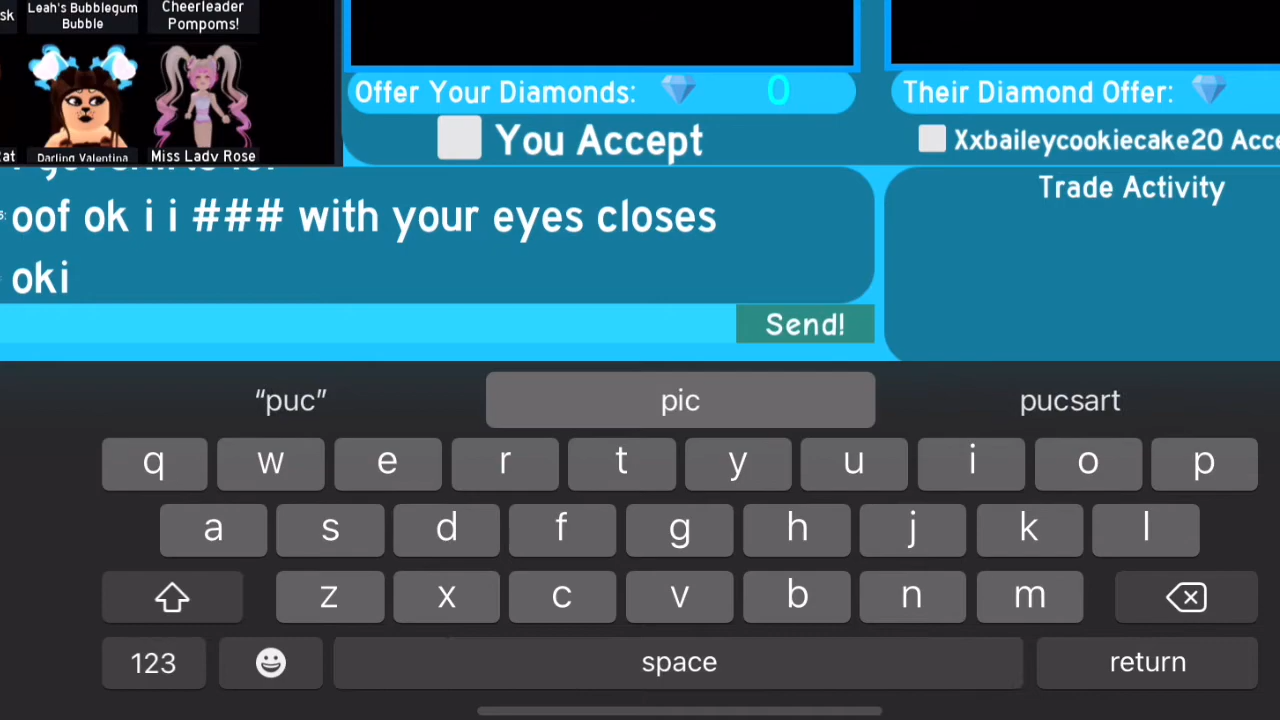 sk
Leah's Bubblegum
Bubble
Cheerleader
Pompoms!
Darling Valentina
Miss Lady Rose
Offer Your Diamonds: 0
You Accept
Their Diamond Offer:
Xxbaileycookiecake20 Acce
Trade Activity
oof ok i i ### with your eyes closes
oki
Send!
“puc” pic pucsart
q w e r t y u i o p
a s d f g h j k l
z x c v b n m
123 space return